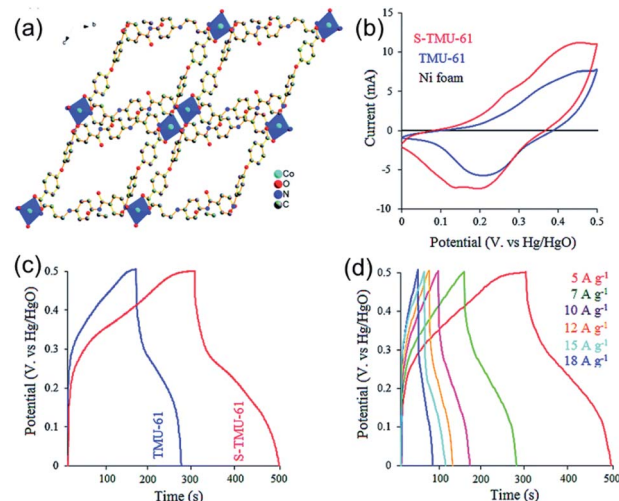 (a)
Co
O
N
C
(b)
S-TMU-61
TMU-61
Ni foam
Current (mA)
15
10
5
0
-5
-10
0 0.1 0.2 0.3 0.4 0.5
Potential (V. vs Hg/HgO)
(c)
Potential (V. vs Hg/HgO)
0.5
0.4
0.3
0.2
0.1
0
TMU-61
S-TMU-61
100 200 300 400 500
Time (s)
(d)
Potential (V. vs Hg/HgO)
0.5
0.4
0.3
0.2
0.1
0
5 A g-1
7 A g-1
10 A g-1
12 A g-1
15 A g-1
18 A g-1
100 200 300 400 500
Time (s)